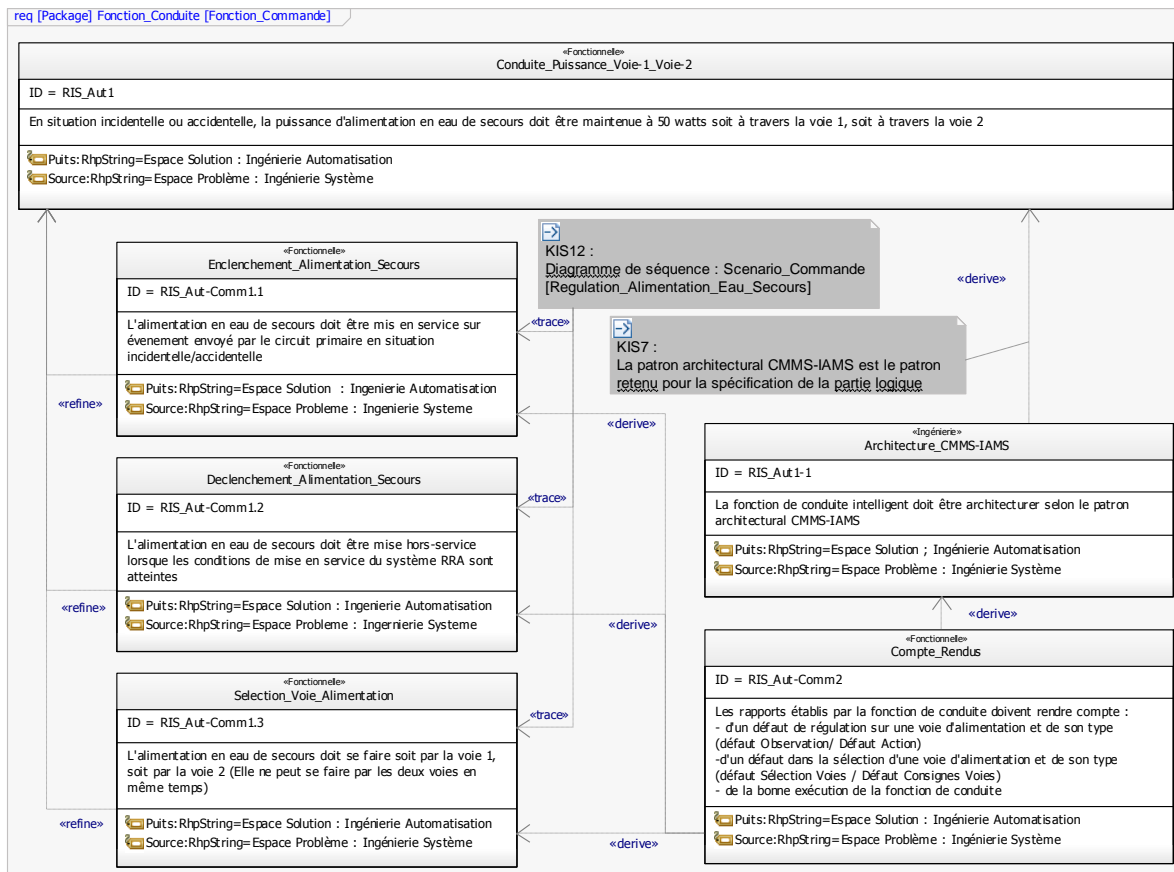 req [Package] Fonction_Conduite [Fonction_Commande]
«Fonctionnelle»
Conduite_Puissance_Voie-1_Voie-2
ID = RIS_Aut1
En situation incidentelle ou accidentelle, la puissance d'alimentation en eau de secours doit être maintenue à 50 watts soit à travers la voie 1, soit à travers la voie 2
Puits:RhpString=Espace Solution : Ingénierie Automatisation
Source:RhpString=Espace Problème : Ingénierie Système
KIS12 :
Diagramme de séquence : Scenario_Commande
[Regulation_Alimentation_Eau_Secours]
«derive»
KIS7 :
La patron architectural CMMS-IAMS est le patron
retenu pour la spécification de la partie logique
«Fonctionnelle»
Enclenchement_Alimentation_Secours
ID = RIS_Aut-Comm1.1
L'alimentation en eau de secours doit être mis en service sur
évenement envoyé par le circuit primaire en situation
incidentelle/accidentelle
Puits:RhpString=Espace Solution : Ingenierie Automatisation
Source:RhpString=Espace Probleme : Ingenierie Systeme
«trace»
«refine»
«derive»
«Fonctionnelle»
Declenchement_Alimentation_Secours
ID = RIS_Aut-Comm1.2
L'alimentation en eau de secours doit être mise hors-service
lorsque les conditions de mise en service du système RRA sont
atteintes
Puits:RhpString=Espace Solution : Ingenierie Automatisation
Source:RhpString=Espace Probleme : Ingernierie Systeme
«trace»
«refine»
«derive»
«Ingénierie»
Architecture_CMMS-IAMS
ID = RIS_Aut1-1
La fonction de conduite intelligent doit être architecturer selon le patron
architectural CMMS-IAMS
Puits:RhpString=Espace Solution ; Ingénierie Automatisation
Source:RhpString=Espace Problème : Ingénierie Système
«derive»
«Fonctionnelle»
Selection_Voie_Alimentation
ID = RIS_Aut-Comm1.3
L'alimentation en eau de secours doit se faire soit par la voie 1,
soit par la voie 2 (Elle ne peut se faire par les deux voies en
même temps)
Puits:RhpString=Espace Solution : Ingénierie Automatisation
Source:RhpString=Espace Problème : Ingénierie Système
«trace»
«refine»
«derive»
«Fonctionnelle»
Compte_Rendus
ID = RIS_Aut-Comm2
Les rapports établis par la fonction de conduite doivent rendre compte :
- d'un défaut de régulation sur une voie d'alimentation et de son type
(défaut Observation/ Défaut Action)
-d'un défaut dans la sélection d'une voie d'alimentation et de son type
(défaut Sélection Voies / Défaut Consignes Voies)
- de la bonne exécution de la fonction de conduite
Puits:RhpString=Espace Solution : Ingénierie Automatisation
Source:RhpString=Espace Problème : Ingénierie Système